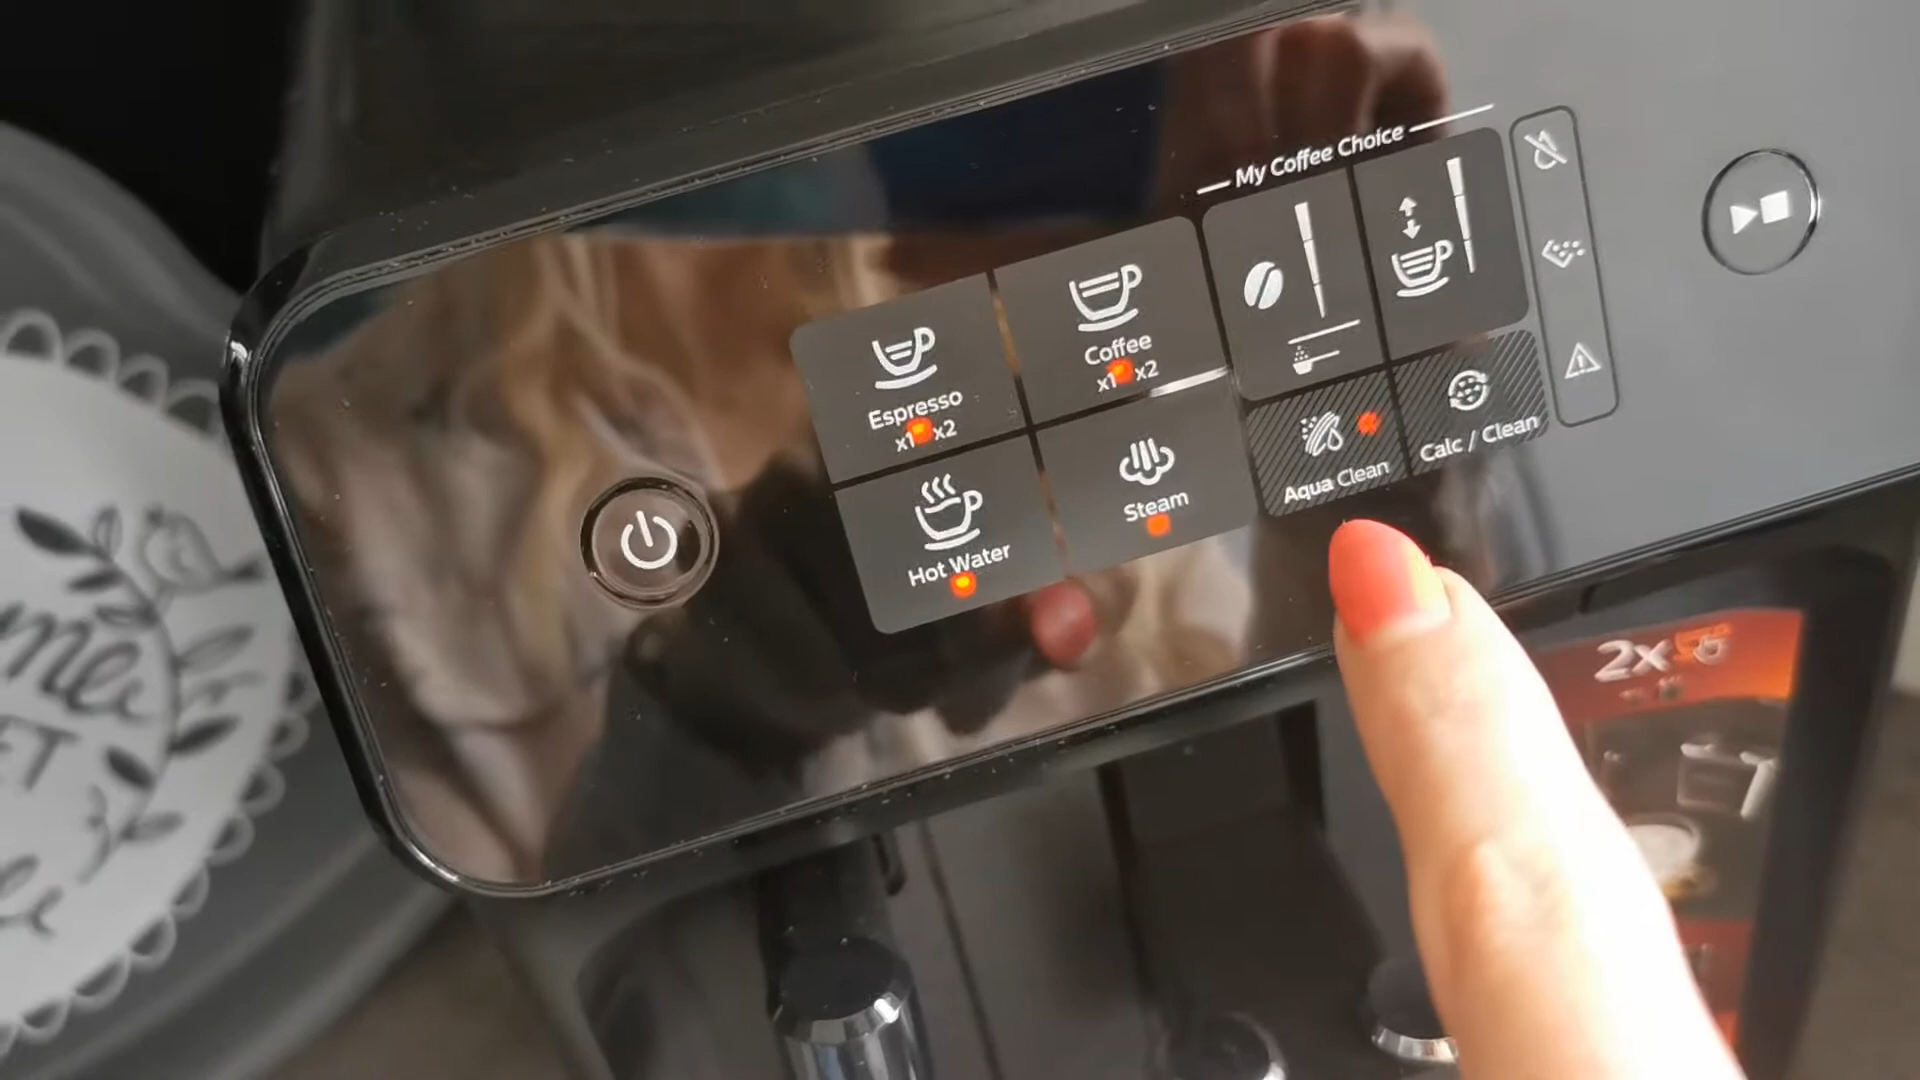 My Coffee Choice
Espresso
x1 x2
Coffee
x1 x2
Hot Water
Steam
Aqua Clean
Calc / Clean
2x